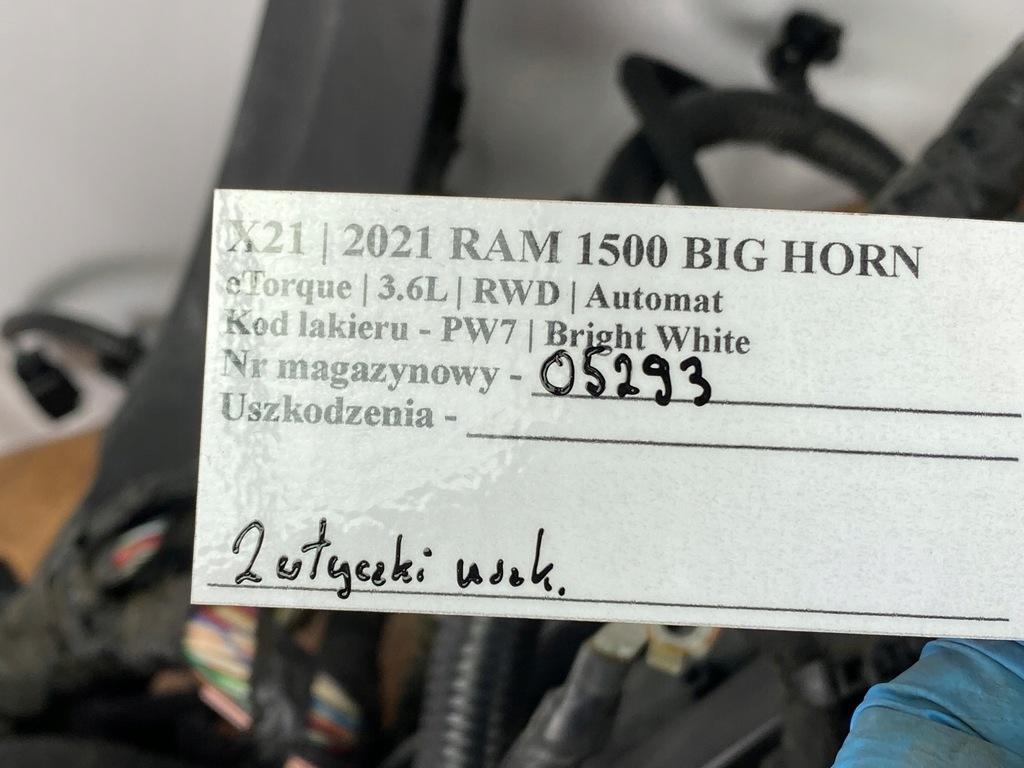 X21 | 2021 RAM 1500 BIG HORN
eTorque | 3.6L | RWD | Automat
Kod lakieru - PW7 | Bright White
Nr magazynowy - 05293
Uszkodzenia -
2 wtyczki uszk.